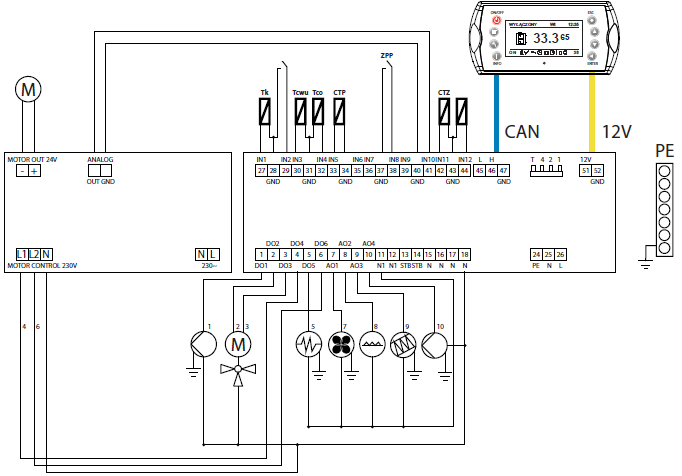 ON/OFF ESC
WYŁĄCZONY
33.3 65
ON
INFO ENTER
CAN 12V
ZPP
M
Tk Tcwu Tco CTP CTZ
PE
MOTOR OUT 24V ANALOG
- +
OUT GND
IN1 IN2 IN3 IN4 IN5 IN6 IN7 IN8 IN9 IN10 IN11 IN12 L H T 4 2 1 12V
27 28 29 30 31 32 33 34 35 36 37 38 39 40 41 42 43 44 45 46 47 51 52
GND GND GND GND GND GND GND GND
L1 L2 N N L
MOTOR CONTROL 230V 230~
DO2 DO4 DO6 AO2 AO4
1 2 3 4 5 6 7 8 9 10 11 12 13 14 15 16 17 18 24 25 26
DO1 DO3 DO5 AO1 AO3 N1 N1 STB STB N N N N PE N L
4 6 1 2 3 5 7 8 9 10
M